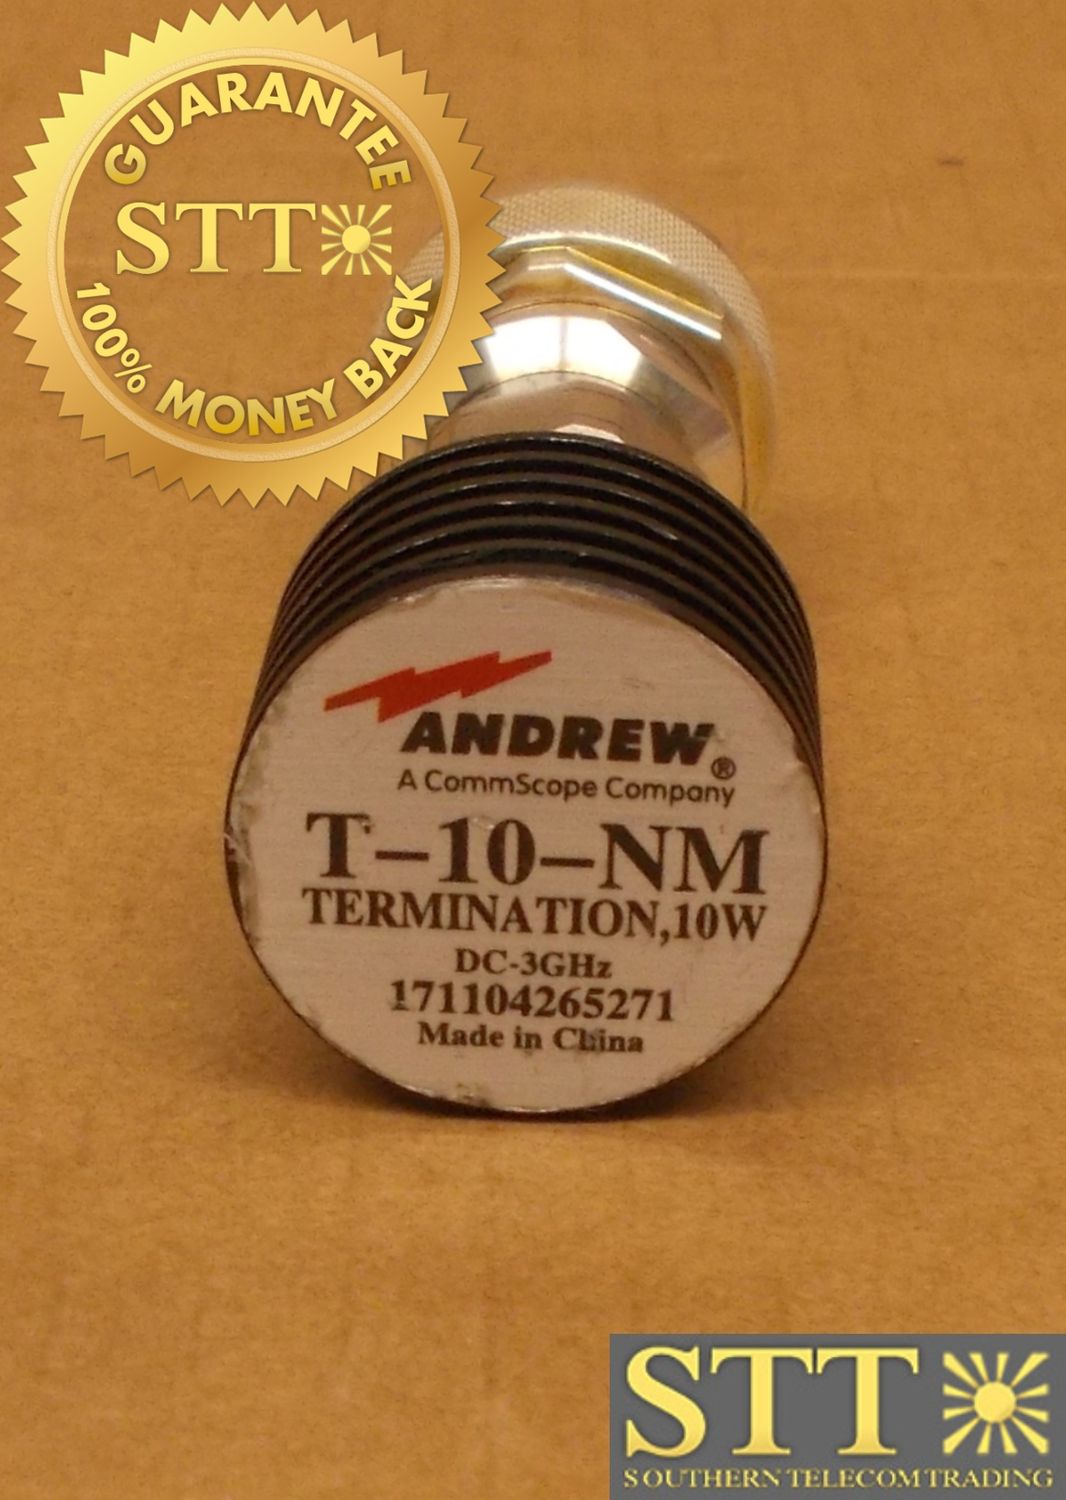 GUARANTEE
STT
100% MONEY BACK
ANDREW®
A CommScope Company
T-10-NM
TERMINATION,10W
DC-3GHz
171104265271
Made in China
STT
SOUTHERN TELECOM TRADING